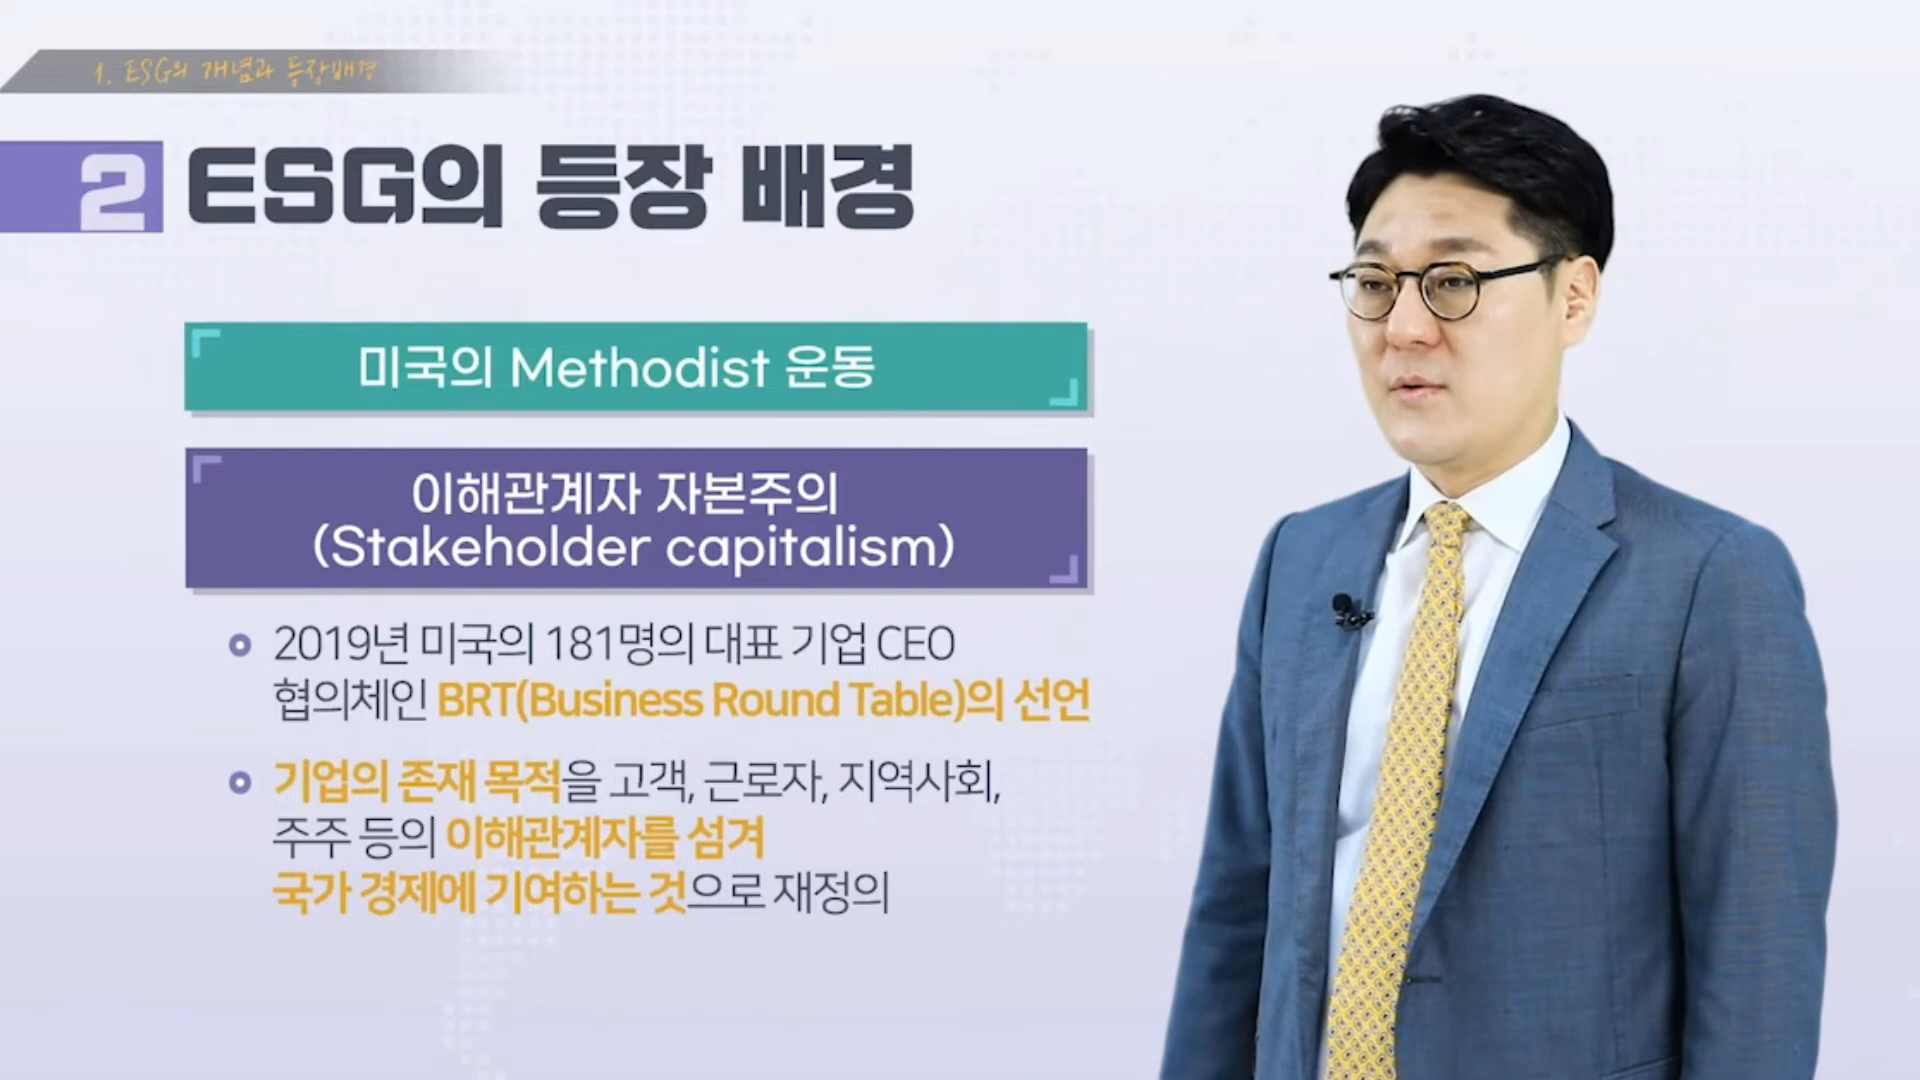 1. ESG의 개념과 등장배경
2 ESG의 등장 배경
미국의 Methodist 운동
이해관계자 자본주의
(Stakeholder capitalism)
2019년 미국의 181명의 대표 기업 CEO
협의체인 BRT(Business Round Table)의 선언
기업의 존재 목적을 고객, 근로자, 지역사회,
주주 등의 이해관계자를 섬겨
국가 경제에 기여하는 것으로 재정의